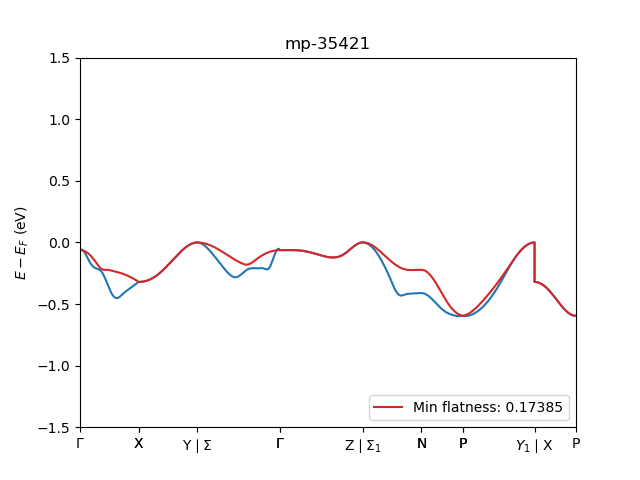 mp-35421
E − E_F (eV)
1.5
1.0
0.5
0.0
−0.5
−1.0
−1.5
Min flatness: 0.17385
Γ X Y | Σ Γ Z | Σ₁ N P Y₁ | X P